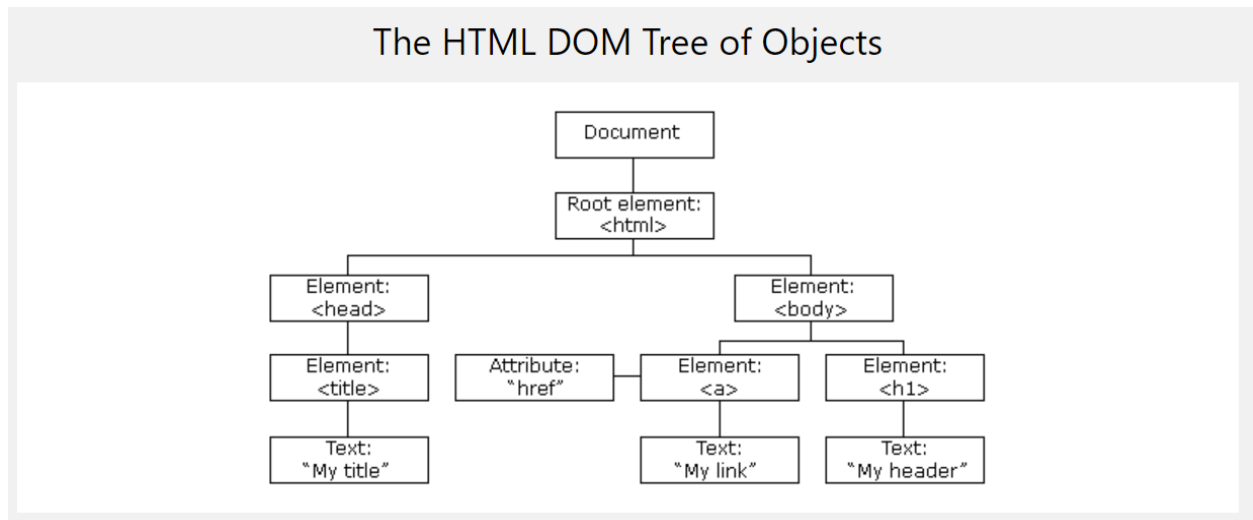 The HTML DOM Tree of Objects
Document
Root element:
<html>
Element:
<head>
Element:
<body>
Element:
<title>
Attribute:
“href”
Element:
<a>
Element:
<h1>
Text:
“My title”
Text:
“My link”
Text:
“My header”